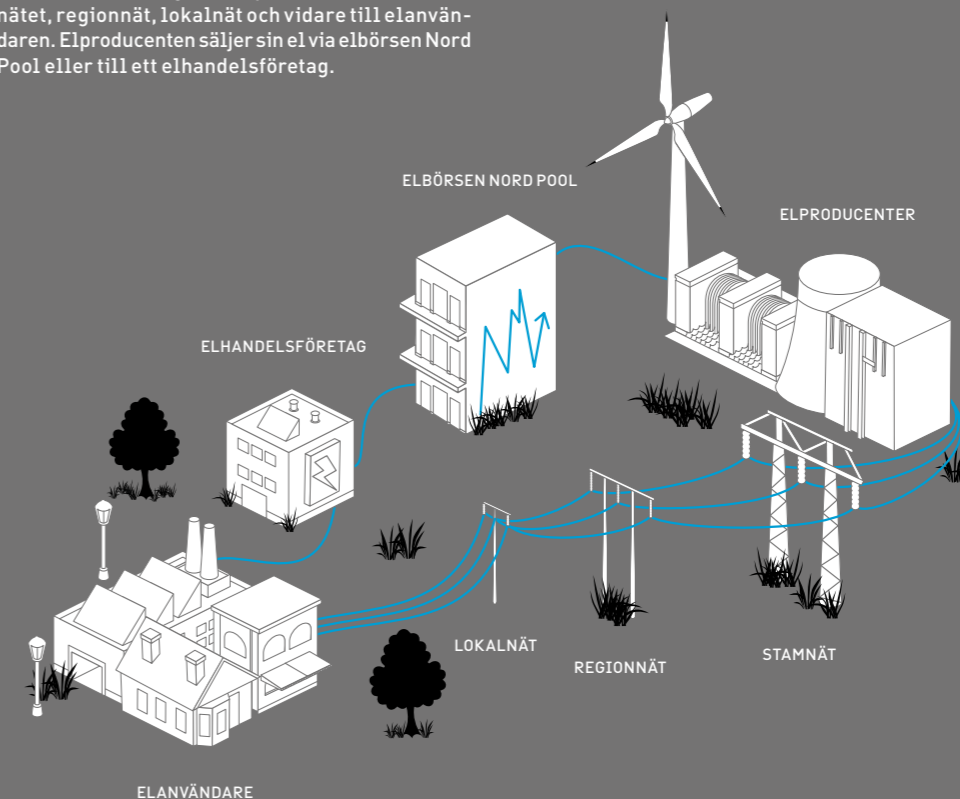 nätet, regionnät, lokalnät och vidare till elanvän-
daren. Elproducenten säljer sin el via elbörsen Nord
Pool eller till ett elhandelsföretag.
ELBÖRSEN NORD POOL
ELPRODUCENTER
ELHANDELSFÖRETAG
LOKALNÄT
REGIONNÄT
STAMNÄT
ELANVÄNDARE